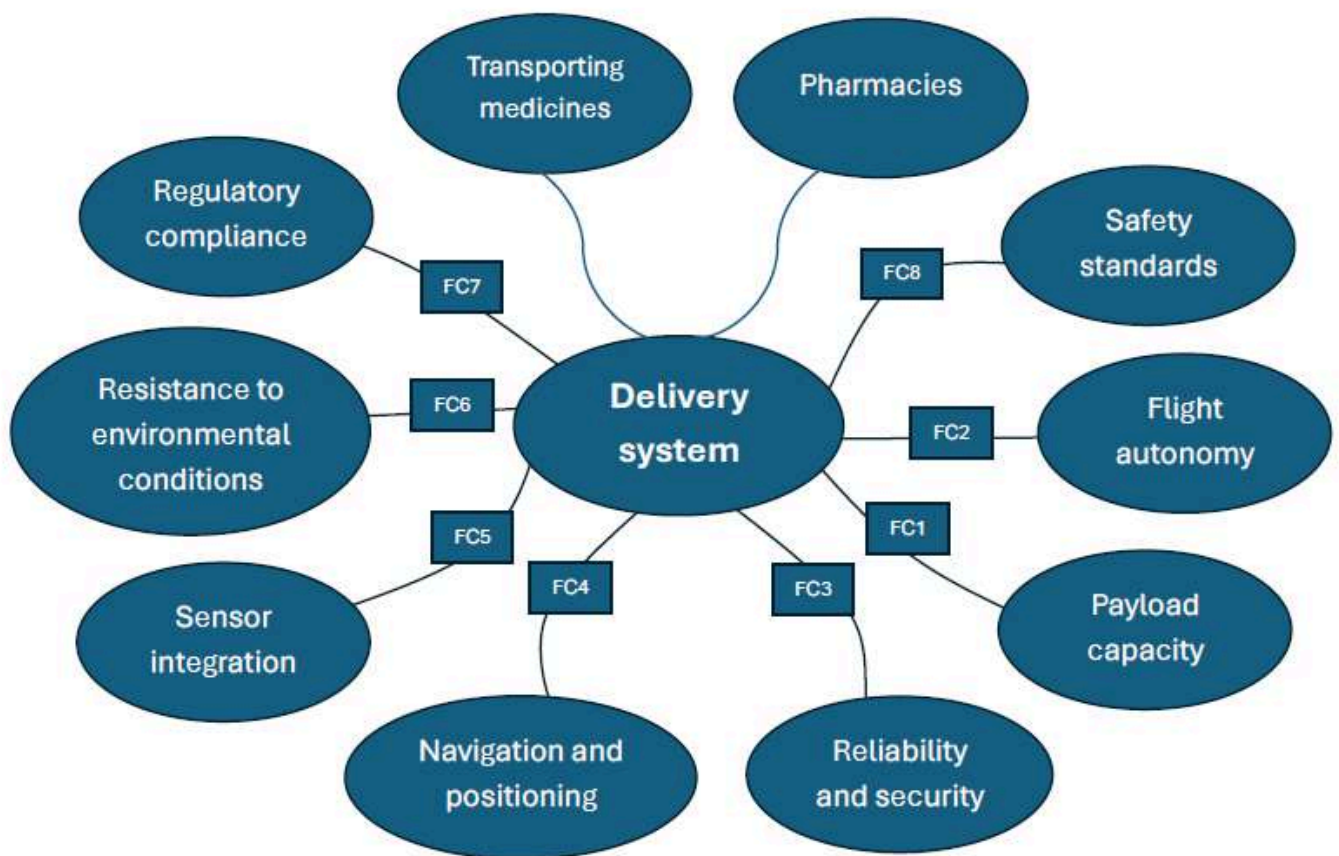 Transporting
medicines
Pharmacies
Regulatory
compliance
Safety
standards
FC7
FC8
Delivery
system
Resistance to
environmental
conditions
FC6
FC2
Flight
autonomy
FC5
FC1
FC4
FC3
Sensor
integration
Payload
capacity
Navigation and
positioning
Reliability
and security